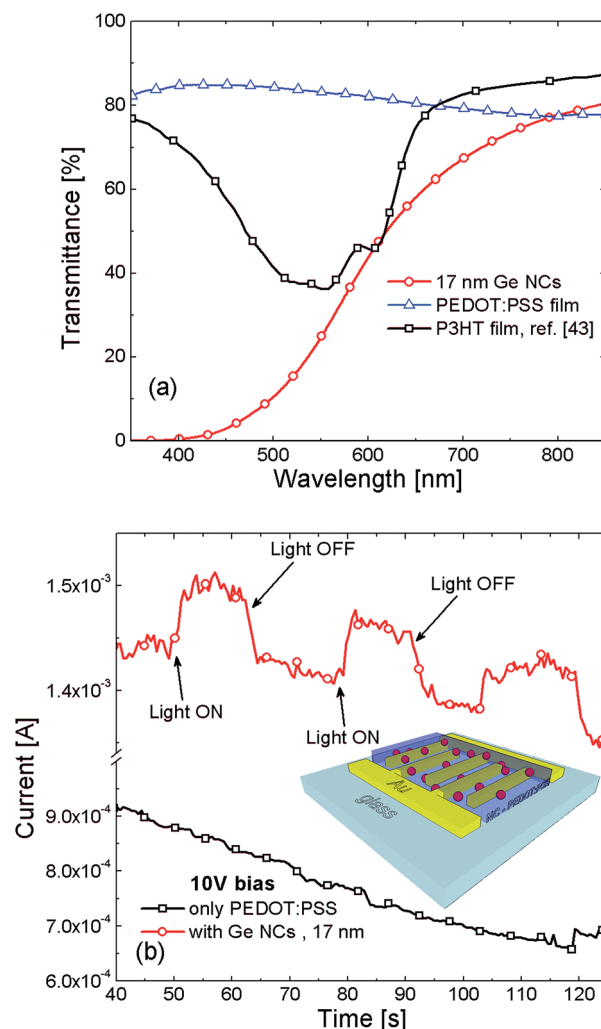 100
80
60
40
20
0
Transmittance [%]
17 nm Ge NCs
PEDOT:PSS film
P3HT film, ref. [43]
(a)
400 500 600 700 800
Wavelength [nm]
Light OFF
1.5x10⁻³
Light OFF
1.4x10⁻³
Light ON
Light ON
Current [A]
Au
glass
NC - PEDOT:PSS
9.0x10⁻⁴
8.0x10⁻⁴
10V bias
only PEDOT:PSS
7.0x10⁻⁴
with Ge NCs , 17 nm
(b)
6.0x10⁻⁴
40 50 60 70 80 90 100 110 120
Time [s]